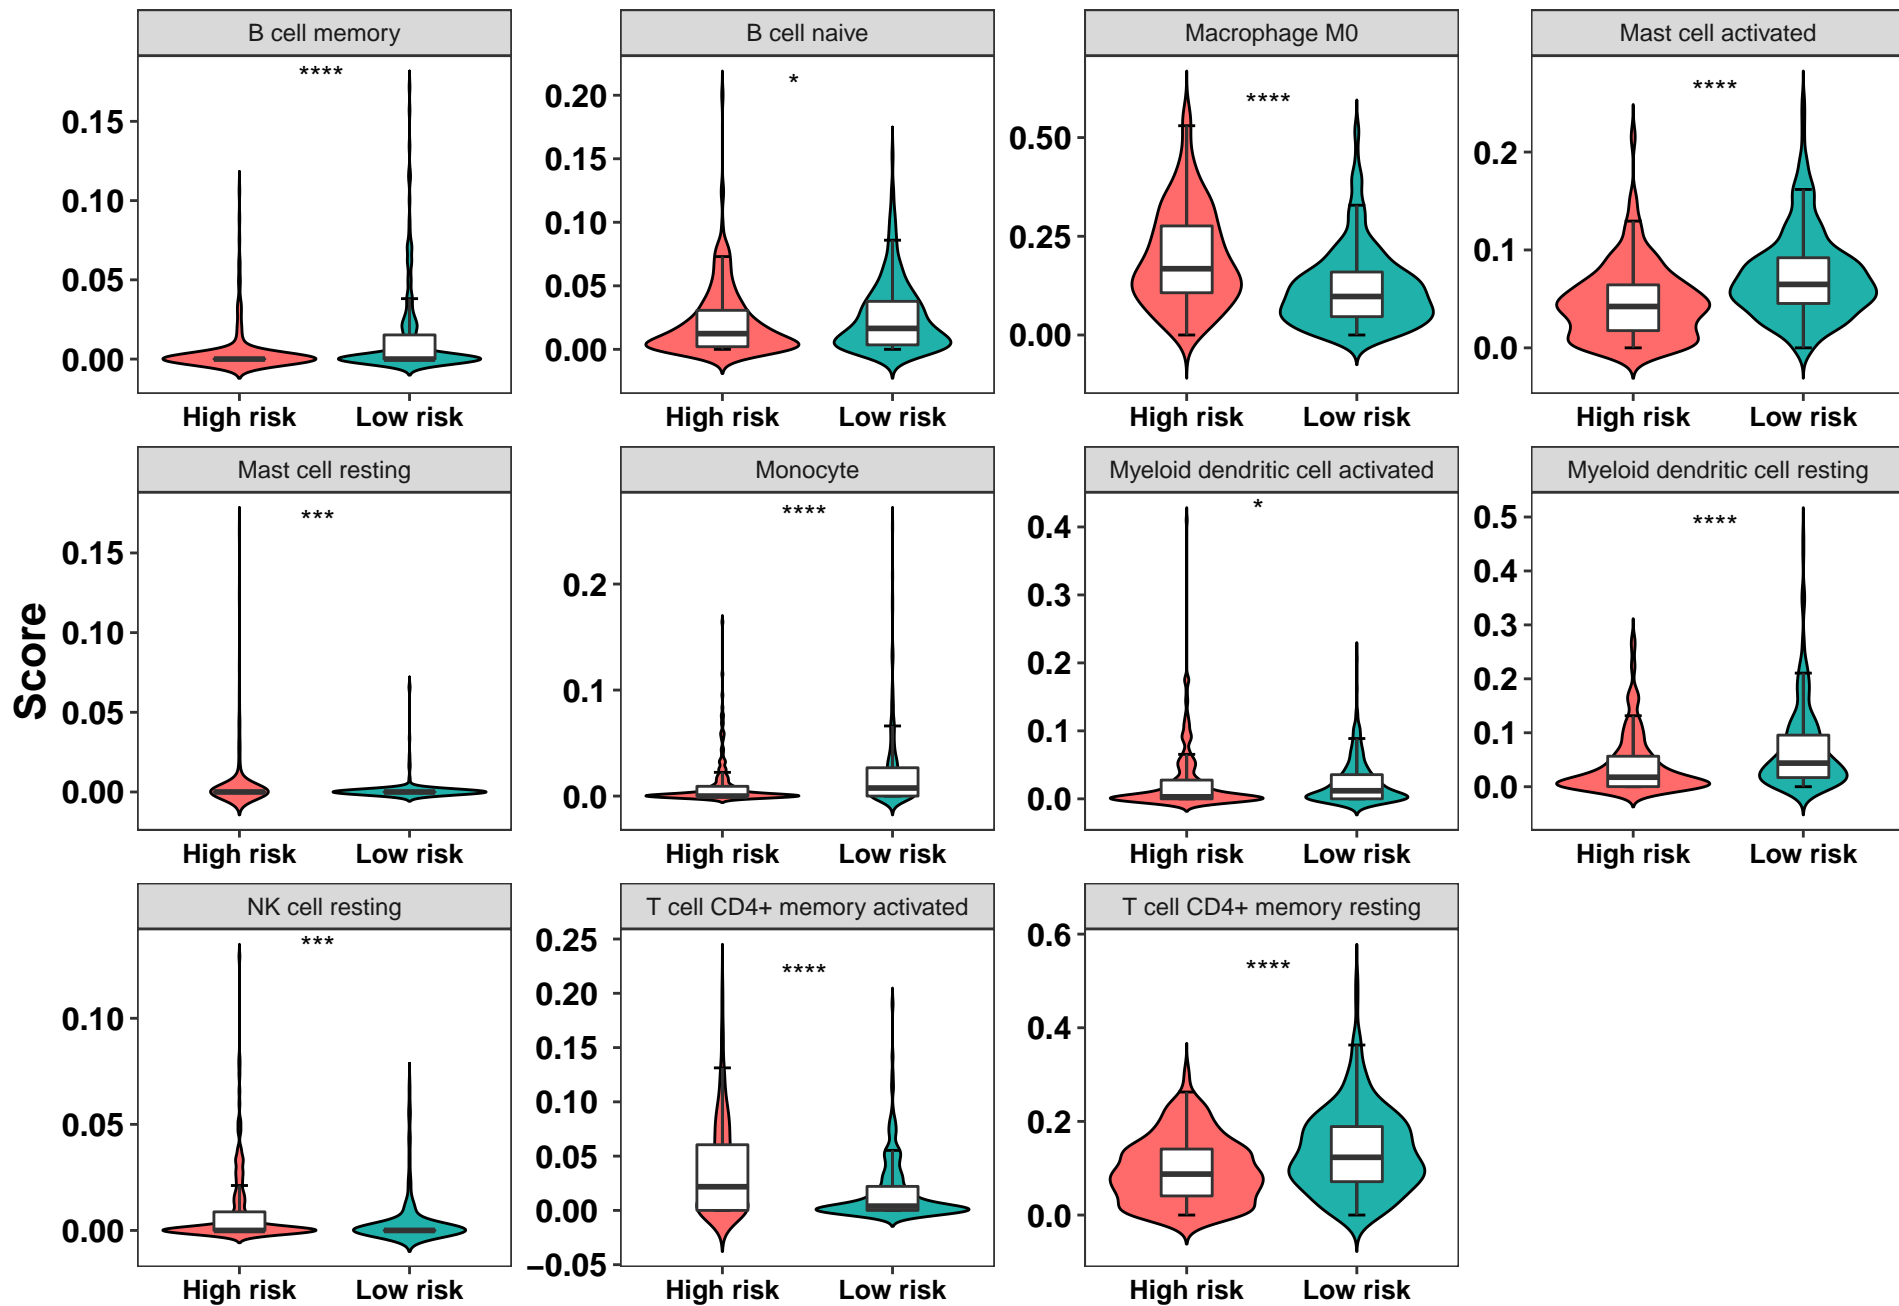 B cell memory
B cell naive
Macrophage M0
Mast cell activated
****
*
****
****
0.15
0.10
0.05
0.00
0.20
0.15
0.10
0.05
0.00
0.50
0.25
0.00
0.2
0.1
0.0
High risk Low risk
High risk Low risk
High risk Low risk
High risk Low risk
Score
Mast cell resting
Monocyte
Myeloid dendritic cell activated
Myeloid dendritic cell resting
***
****
*
****
0.15
0.10
0.05
0.00
0.2
0.1
0.0
0.4
0.3
0.2
0.1
0.0
0.5
0.4
0.3
0.2
0.1
0.0
High risk Low risk
High risk Low risk
High risk Low risk
High risk Low risk
NK cell resting
T cell CD4+ memory activated
T cell CD4+ memory resting
***
****
****
0.10
0.05
0.00
0.25
0.20
0.15
0.10
0.05
0.00
−0.05
0.6
0.4
0.2
0.0
High risk Low risk
High risk Low risk
High risk Low risk